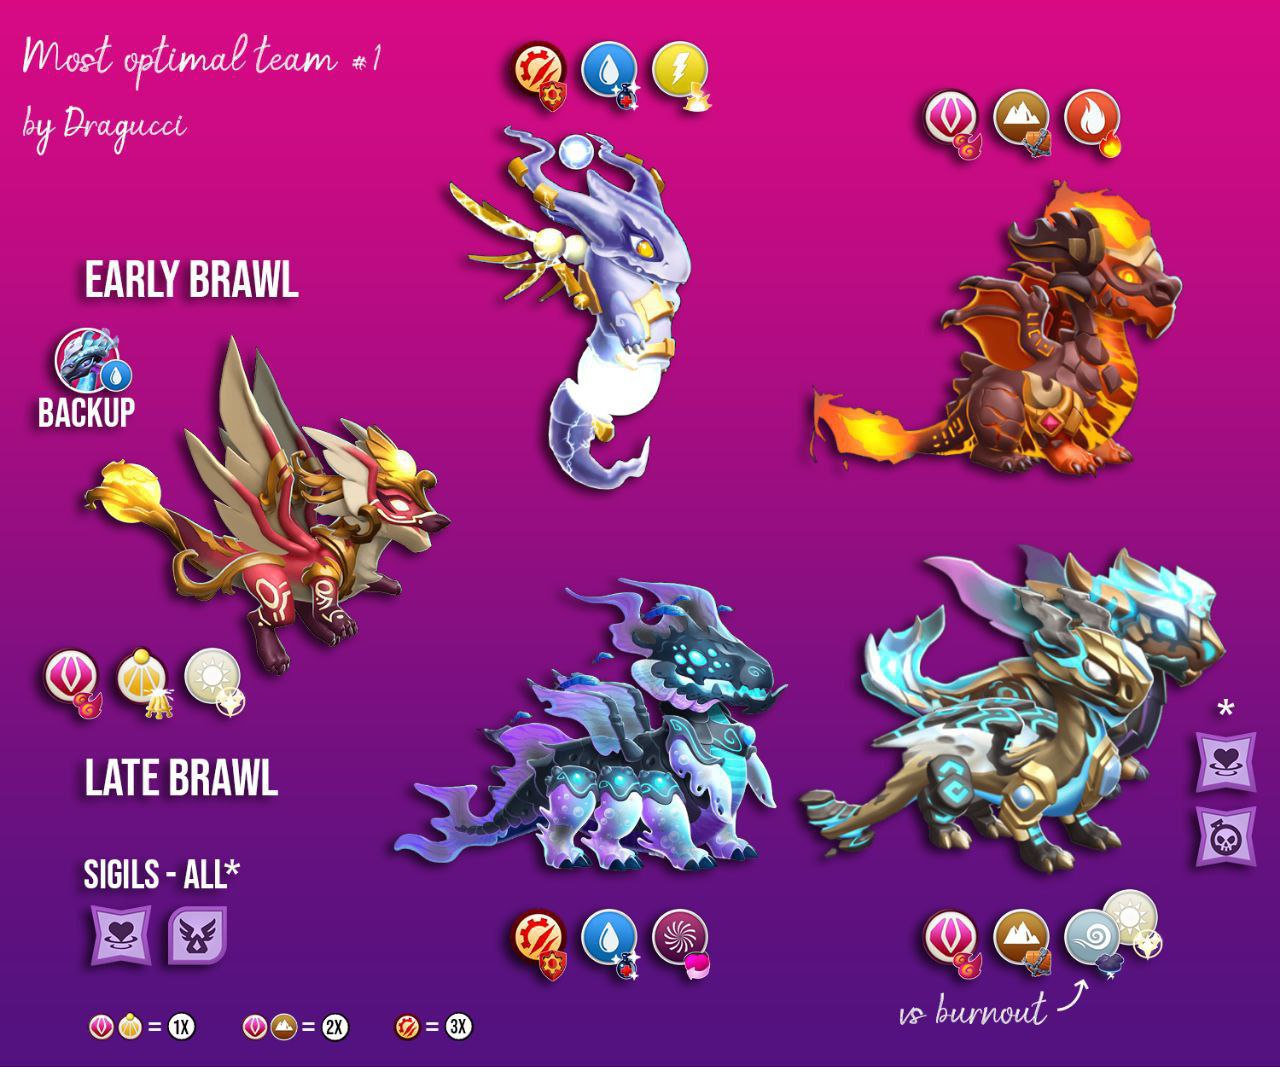 Most optimal team #1
by Dragucci
EARLY BRAWL
BACKUP
LATE BRAWL
*
SIGILS - ALL*
vs burnout
= 1X
= 2X
= 3X